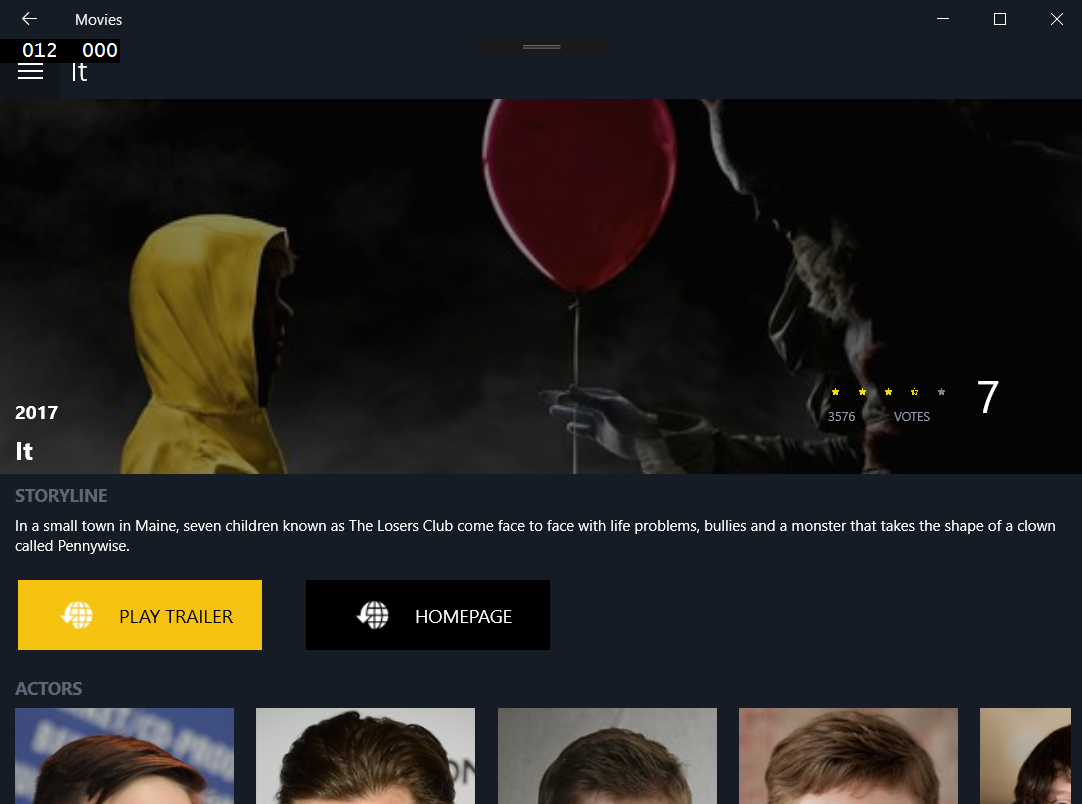 Movies
012 000
It
2017
It
3576 VOTES
7
STORYLINE
In a small town in Maine, seven children known as The Losers Club come face to face with life problems, bullies and a monster that takes the shape of a clown
called Pennywise.
PLAY TRAILER
HOMEPAGE
ACTORS